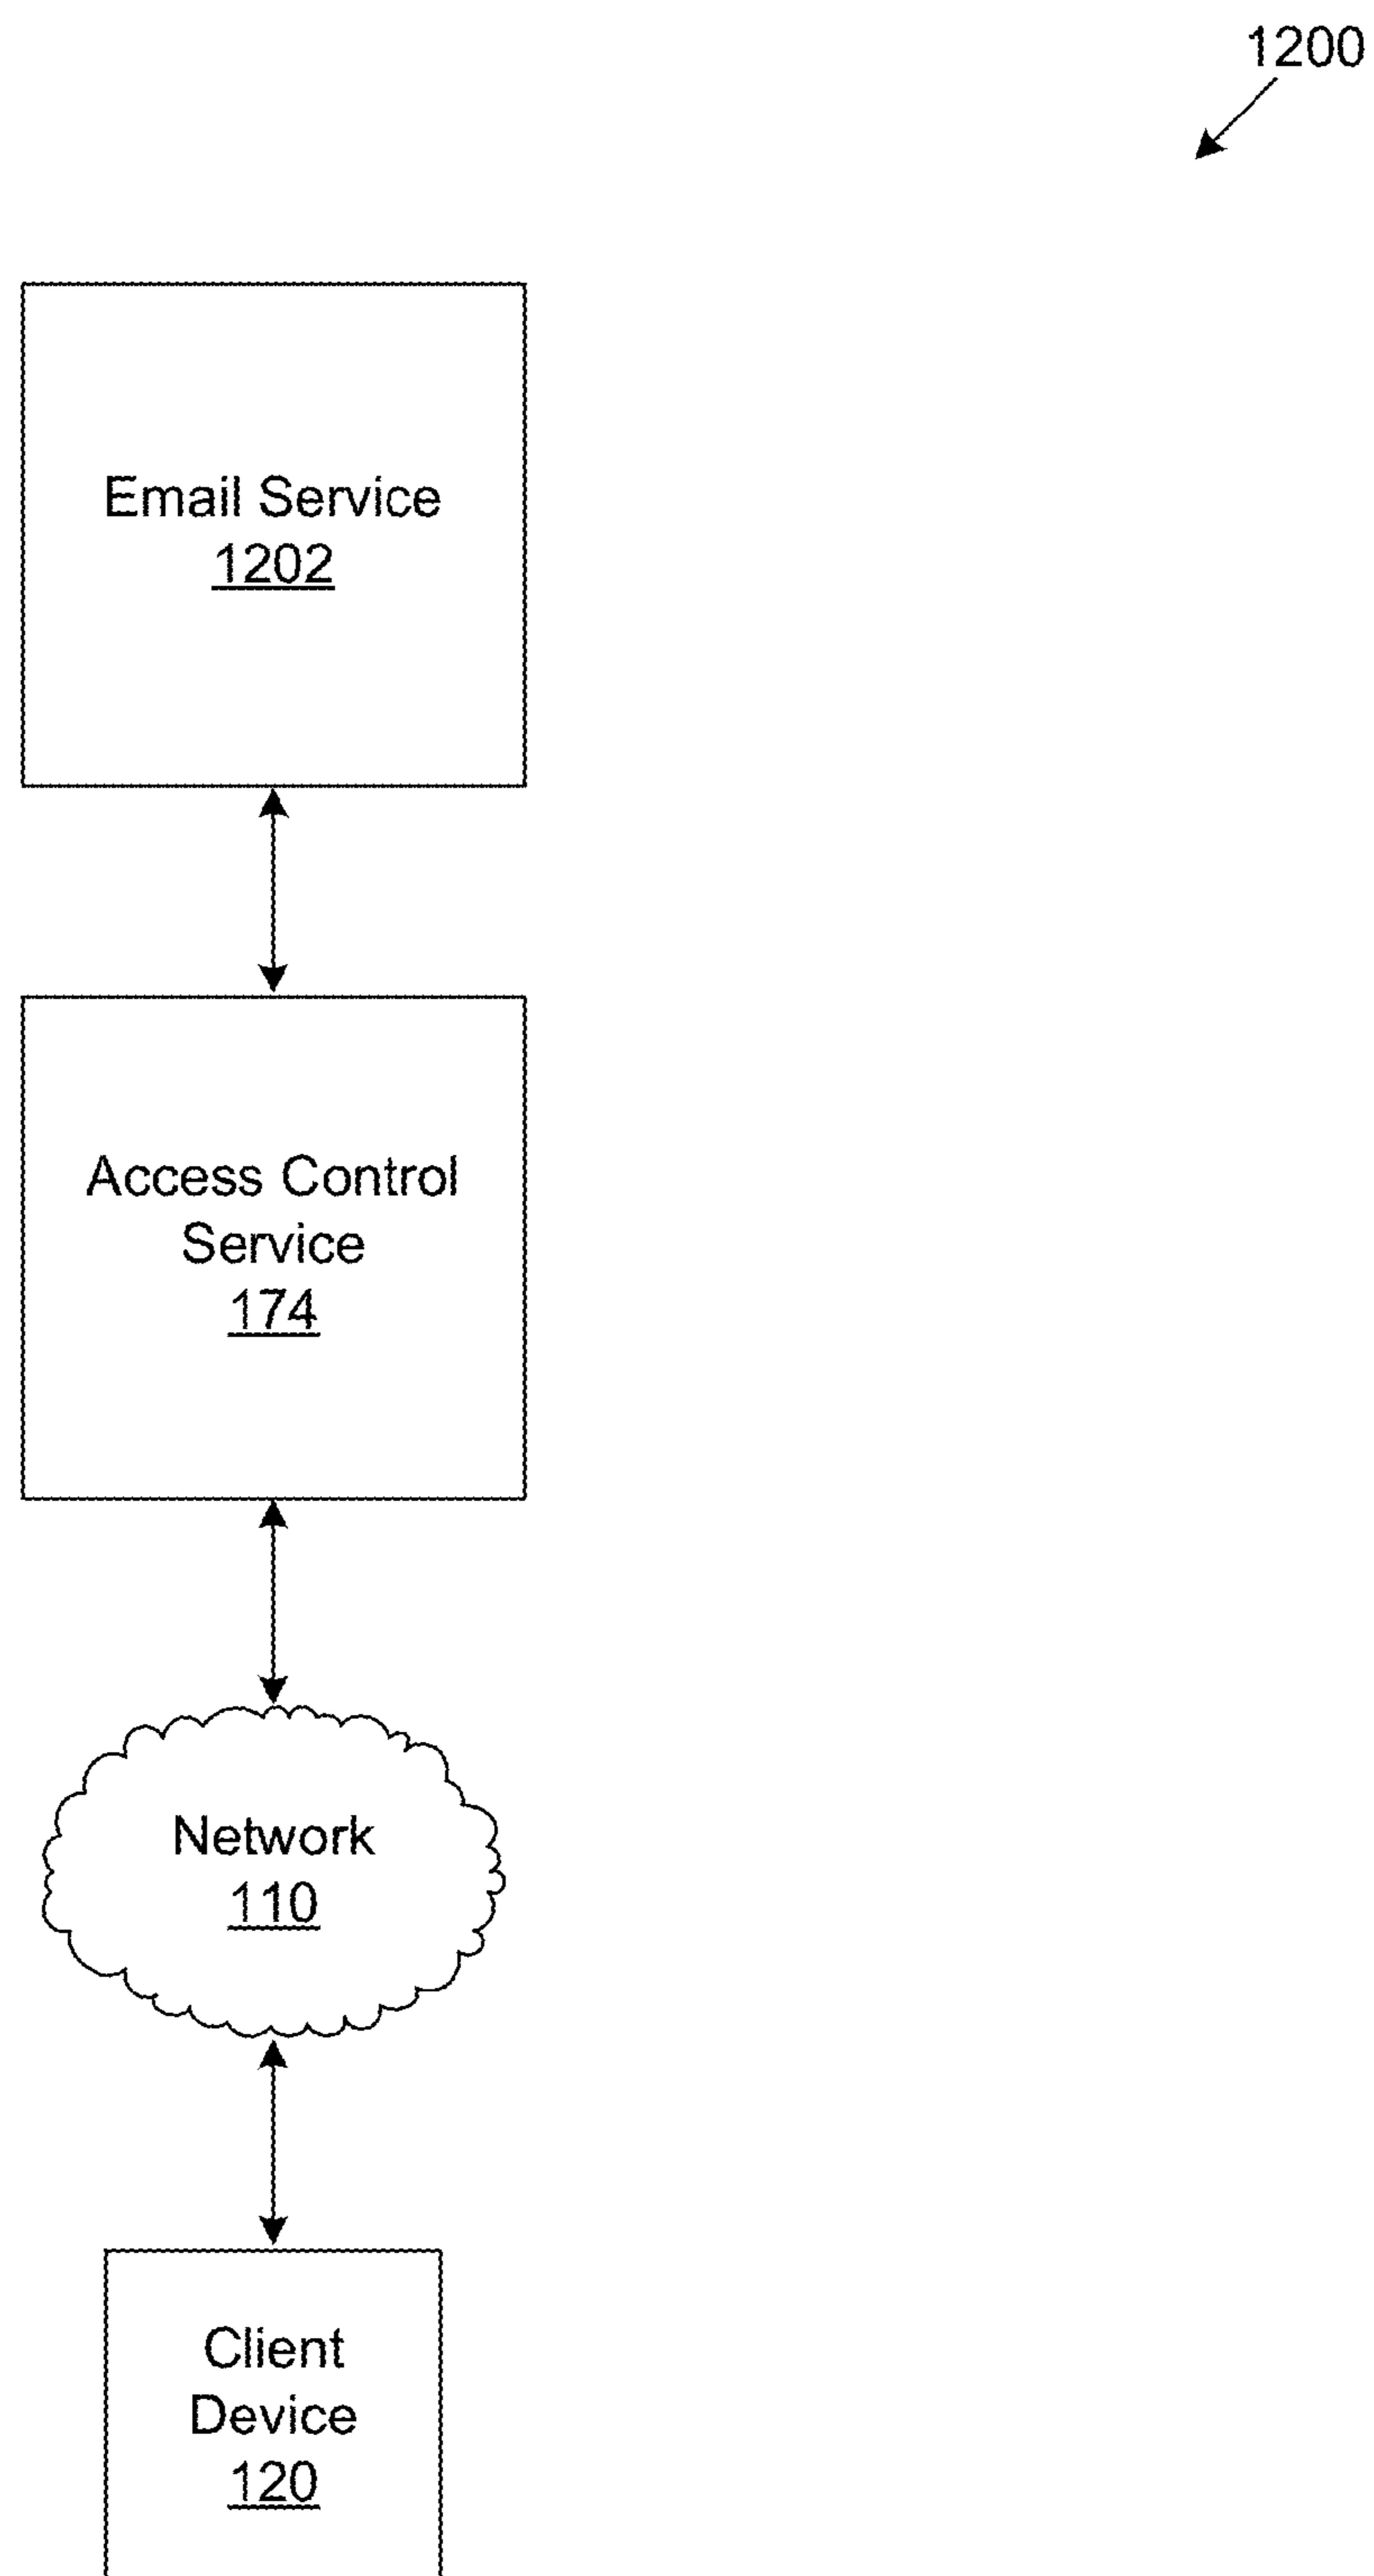 1200
Email Service
1202
Access Control
Service
174
Network
110
Client
Device
120